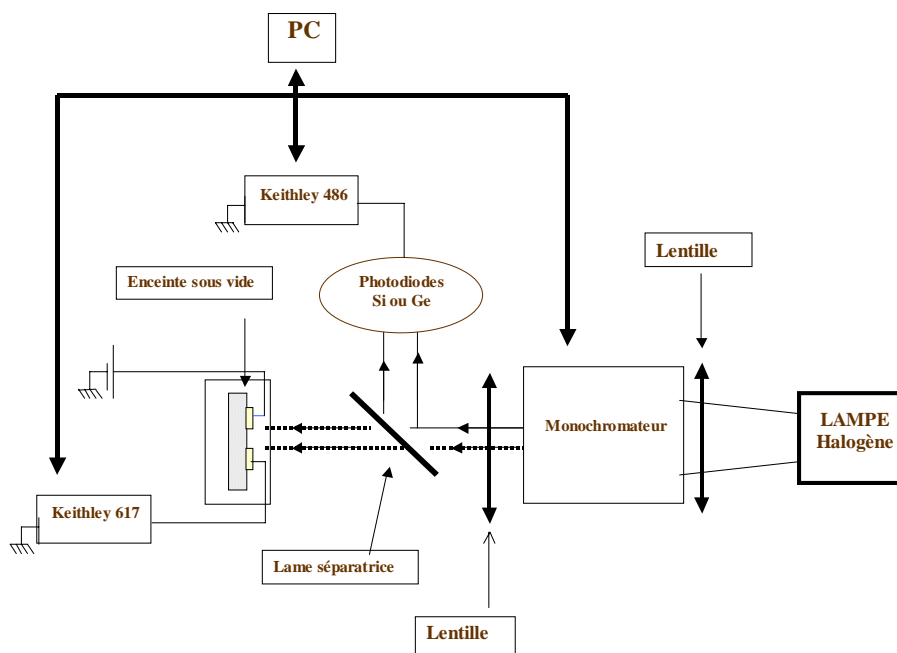 PC
Keithley 486
Lentille
Enceinte sous vide
Photodiodes
Si ou Ge
Monochromateur
LAMPE
Halogène
Keithley 617
Lame séparatrice
Lentille